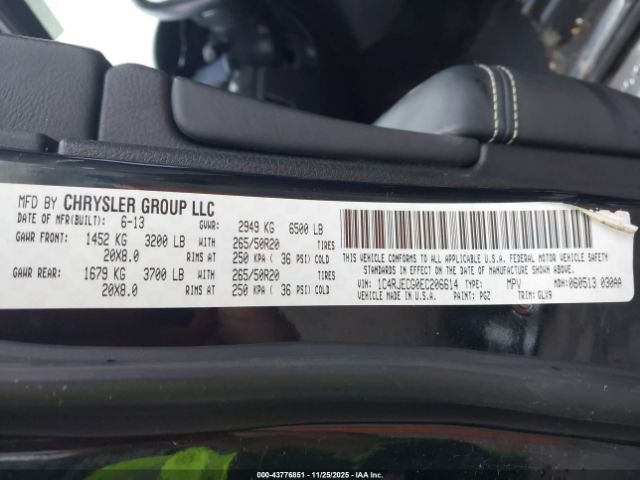 MFD BY CHRYSLER GROUP LLC
DATE OF MFR(BUILT): 6-13 GVWR: 2949 KG 6500 LB
GAWR FRONT: 1452 KG 3200 LB WITH 265/50R20 TIRES
20X8.0 RIMS AT 250 KPA ( 36 PSI) COLD
GAWR REAR: 1679 KG 3700 LB WITH 265/50R20 TIRES
20X8.0 RIMS AT 250 KPA ( 36 PSI) COLD
THIS VEHICLE CONFORMS TO ALL APPLICABLE U.S.A. FEDERAL MOTOR VEHICLE SAFETY
STANDARDS IN EFFECT ON THE DATE OF MANUFACTURE SHOWN ABOVE.
VIN: 1C4RJECG0EC206614 TYPE: MPV MDH: 060513 030AA
VEHICLE MADE IN U.S.A. PAINT: PGZ TRIM: GLX9
000-43776851 - 11/25/2025 - IAA Inc.